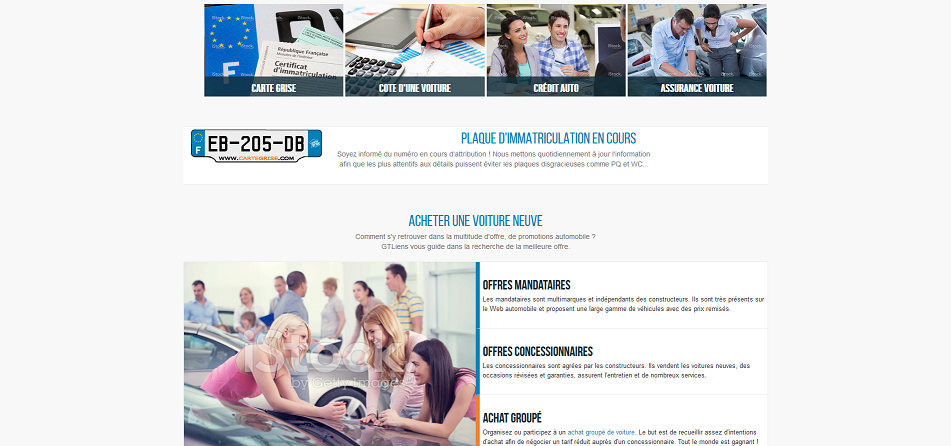 iStock iStock iStock iStock
République Française
Certificat
d'immatriculation
F
CARTE GRISE
COTE D'UNE VOITURE
CRÉDIT AUTO
ASSURANCE VOITURE
F EB-205-DB
WWW.CARTEGRISE.COM
PLAQUE D'IMMATRICULATION EN COURS
Soyez informé du numéro en cours d'attribution ! Nous mettons quotidiennement à jour l'information
afin que les plus attentifs aux détails puissent éviter les plaques disgracieuses comme PQ et WC...
ACHETER UNE VOITURE NEUVE
Comment s'y retrouver dans la multitude d'offre, de promotions automobile ?
GTLiens vous guide dans la recherche de la meilleure offre.
iStock
by Getty Images
OFFRES MANDATAIRES
Les mandataires sont multimarques et indépendants des constructeurs. Ils sont très présents sur
le Web automobile et proposent une large gamme de véhicules avec des prix remisés.
OFFRES CONCESSIONNAIRES
Les concessionnaires sont agréés par les constructeurs. Ils vendent les voitures neuves, des
occasions révisées et garanties, assurent l'entretien et de nombreux services.
ACHAT GROUPÉ
Organisez ou participez à un achat groupé de voiture. Le but est de recueillir assez d'intentions
d'achat afin de négocier un tarif réduit auprès d'un concessionnaire. Tout le monde est gagnant !